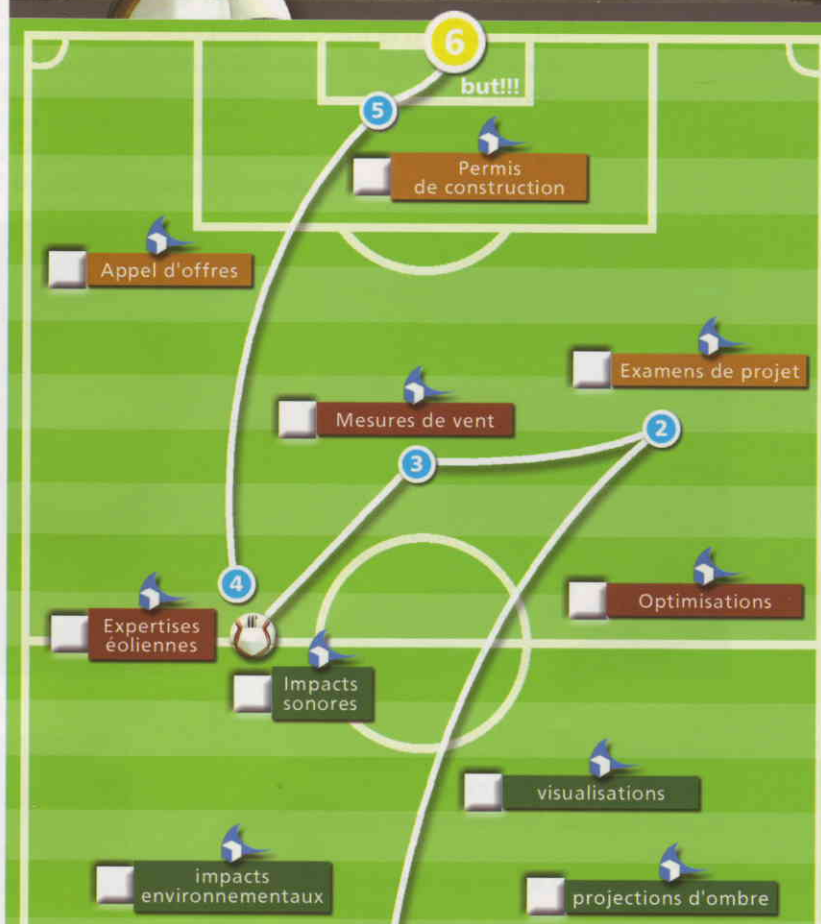 6
but!!!
5
Permis
de construction
Appel d'offres
Examens de projet
Mesures de vent
2
3
4
Optimisations
Expertises
éoliennes
Impacts
sonores
visualisations
impacts
environnementaux
projections d'ombre